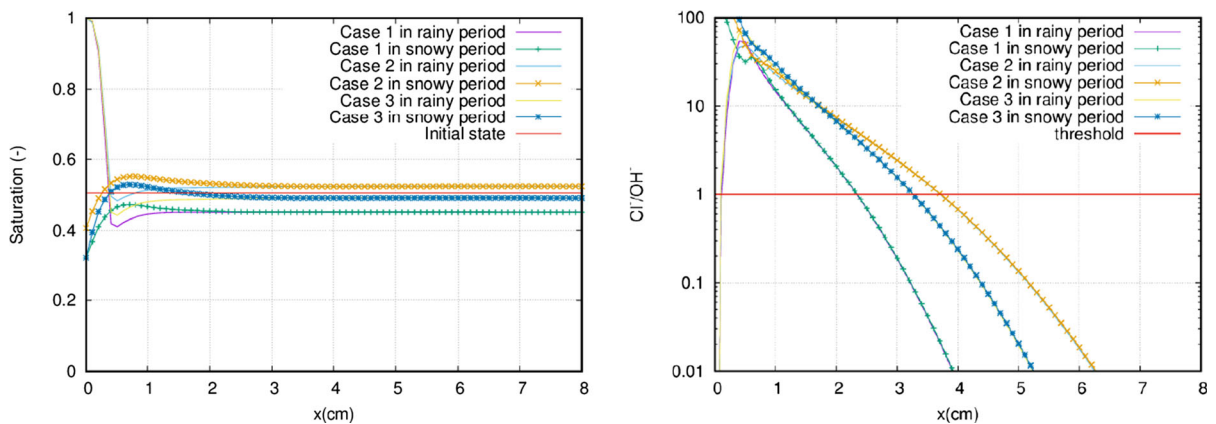 1
0.8
0.6
0.4
0.2
0
Saturation (-)
Case 1 in rainy period
Case 1 in snowy period
Case 2 in rainy period
Case 2 in snowy period
Case 3 in rainy period
Case 3 in snowy period
Initial state
0 1 2 3 4 5 6 7 8
x(cm)
100
10
1
0.1
0.01
Cl⁻/OH⁻
Case 1 in rainy period
Case 1 in snowy period
Case 2 in rainy period
Case 2 in snowy period
Case 3 in rainy period
Case 3 in snowy period
threshold
0 1 2 3 4 5 6 7 8
x(cm)